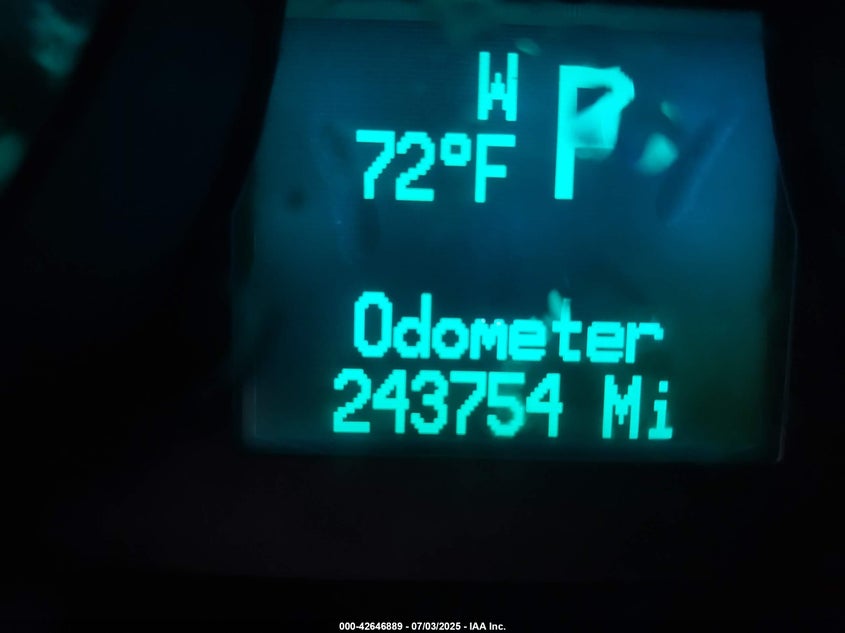 W
72°F P
Odometer
243754 Mi
000-42646889 - 07/03/2025 - IAA Inc.